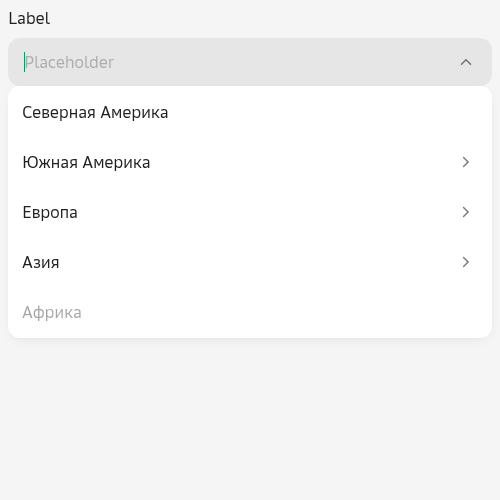 Label
Placeholder
Северная Америка
Южная Америка
Европа
Азия
Африка